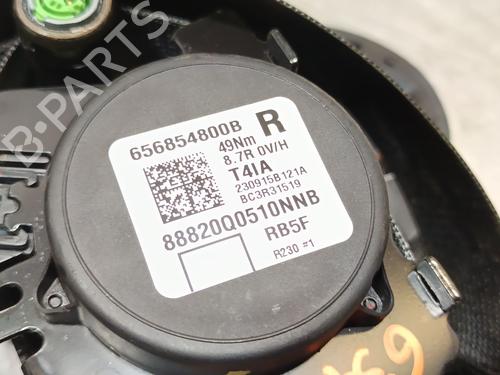 B-PARTS
656854800B R
49Nm
8.7R 0V/H
T4IA
230915B121A
BC3R31519
88820Q0510NNB
RB5F
R230 #1